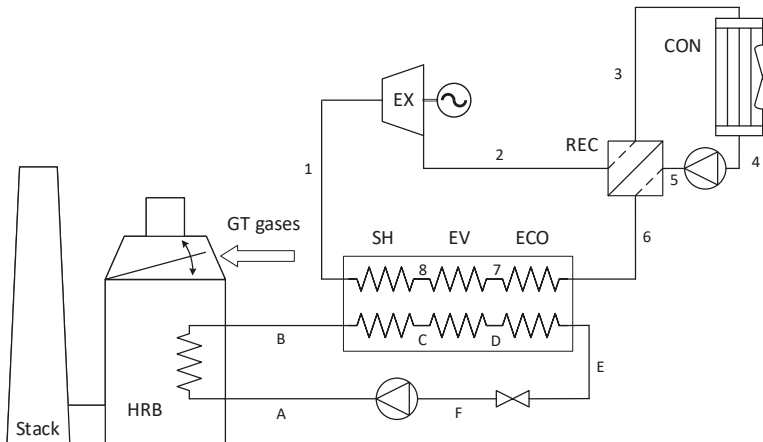 CON
3
EX
REC
4
1
2
5
6
GT gases
SH
EV
ECO
8
7
B
C
D
E
HRB
A
F
Stack